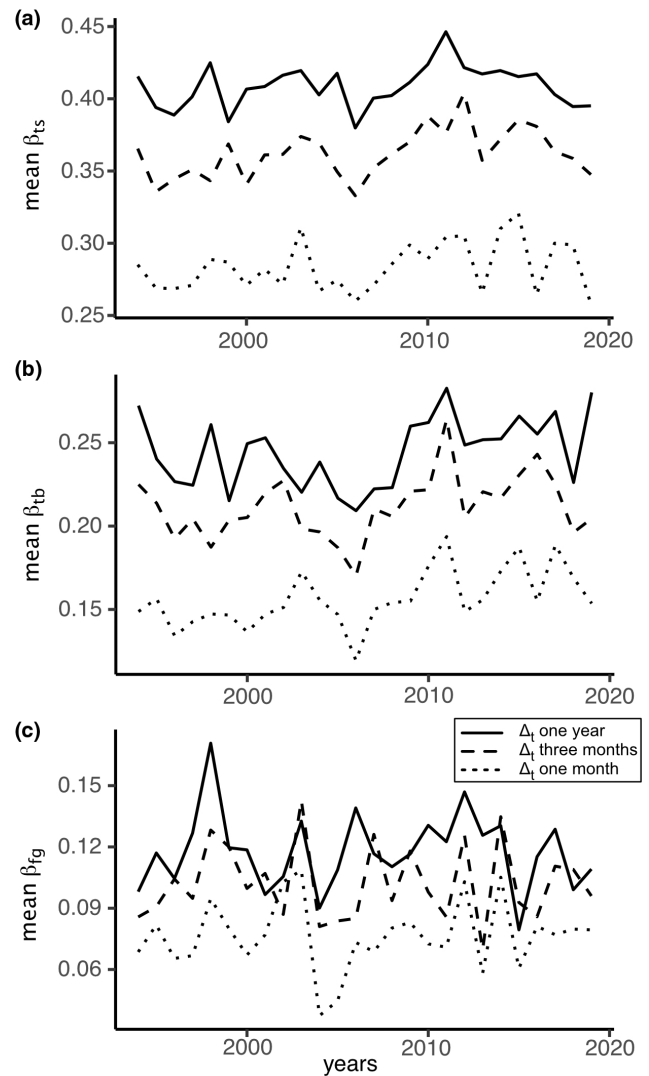 (a)
0.45
0.40
0.35
0.30
0.25
mean βts
2000 2010 2020
(b)
0.25
0.20
0.15
mean βtb
2000 2010 2020
(c)
Δt one year
Δt three months
Δt one month
0.15
0.12
0.09
0.06
mean βfg
2000 2010 2020
years